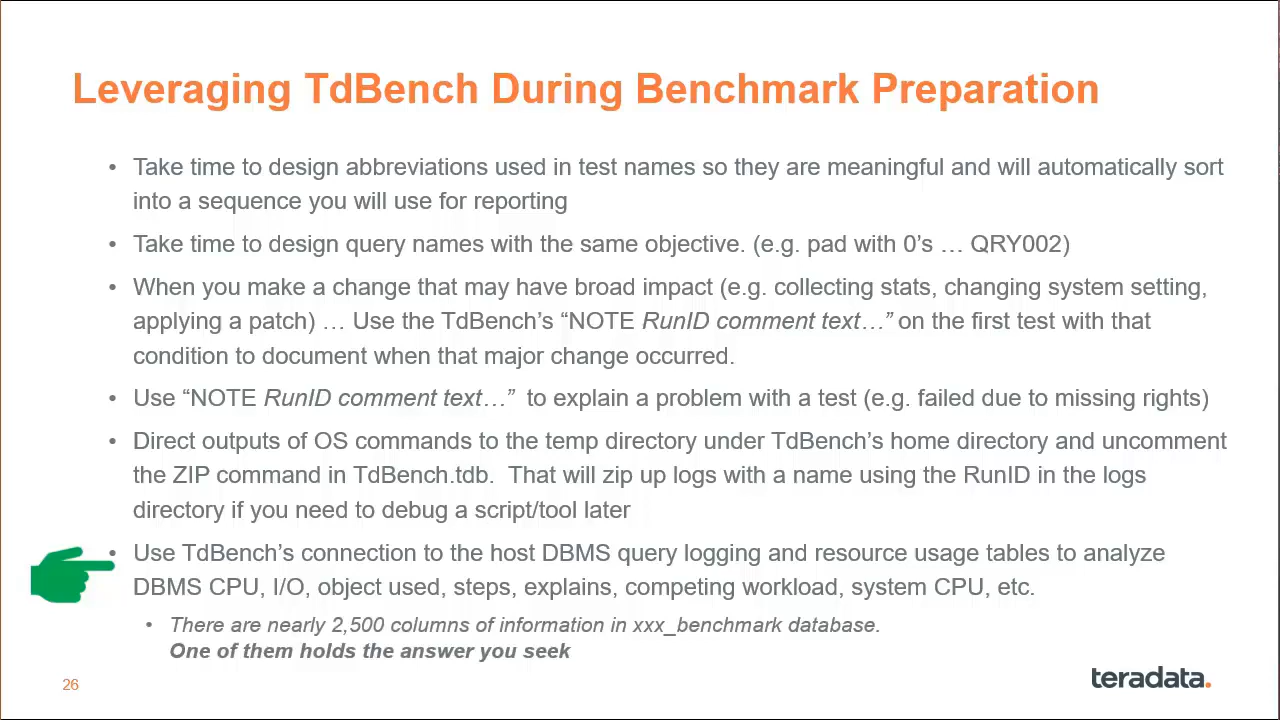 Leveraging TdBench During Benchmark Preparation
• Take time to design abbreviations used in test names so they are meaningful and will automatically sort
into a sequence you will use for reporting
• Take time to design query names with the same objective. (e.g. pad with 0’s … QRY002)
• When you make a change that may have broad impact (e.g. collecting stats, changing system setting,
applying a patch) … Use the TdBench’s “NOTE RunID comment text…” on the first test with that
condition to document when that major change occurred.
• Use “NOTE RunID comment text…” to explain a problem with a test (e.g. failed due to missing rights)
• Direct outputs of OS commands to the temp directory under TdBench’s home directory and uncomment
the ZIP command in TdBench.tdb. That will zip up logs with a name using the RunID in the logs
directory if you need to debug a script/tool later
• Use TdBench’s connection to the host DBMS query logging and resource usage tables to analyze
DBMS CPU, I/O, object used, steps, explains, competing workload, system CPU, etc.
• There are nearly 2,500 columns of information in xxx_benchmark database.
One of them holds the answer you seek
26
teradata.